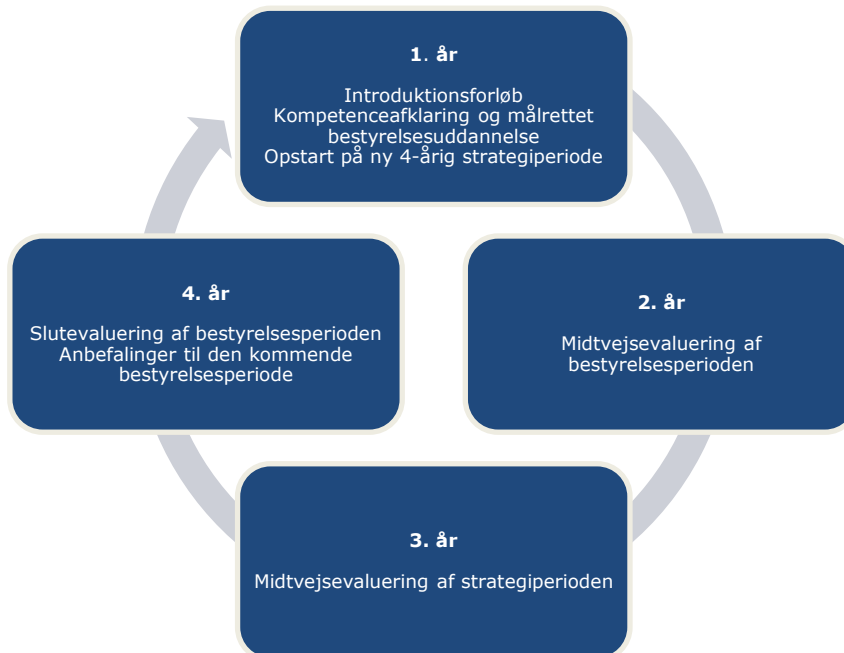 1. år
Introduktionsforløb
Kompetenceafklaring og målrettet
bestyrelsesuddannelse
Opstart på ny 4-årig strategiperiode
2. år
Midtvejsevaluering af
bestyrelsesperioden
3. år
Midtvejsevaluering af strategiperioden
4. år
Slutevaluering af bestyrelsesperioden
Anbefalinger til den kommende
bestyrelsesperiode